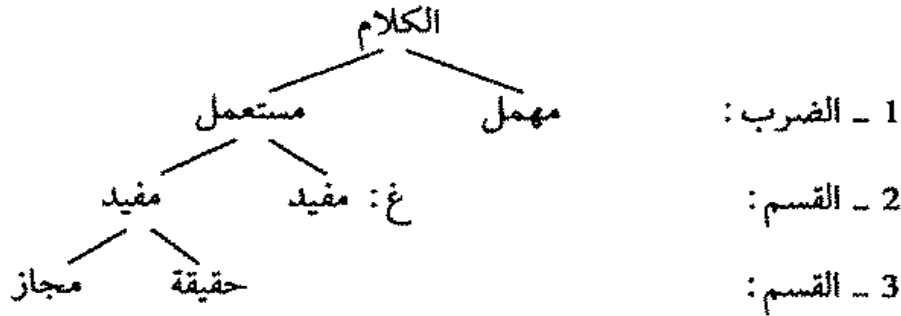 الكلام
1 - الضرب: مهمل مستعمل
2 - القسم: غ: مفيد مفيد
3 - القسم: حقيقة مجاز